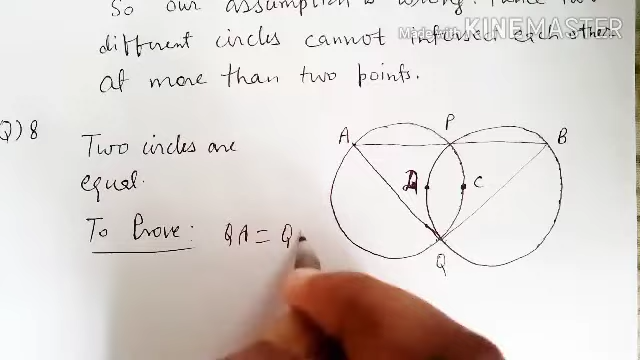 So our assumption is wrong. Hence two
Made with KINEMASTER
different circles cannot intersect each other
at more than two points.
Q) 8
Two circles are
equal.
To Prove: QA = Q
A
P
B
D
C
Q